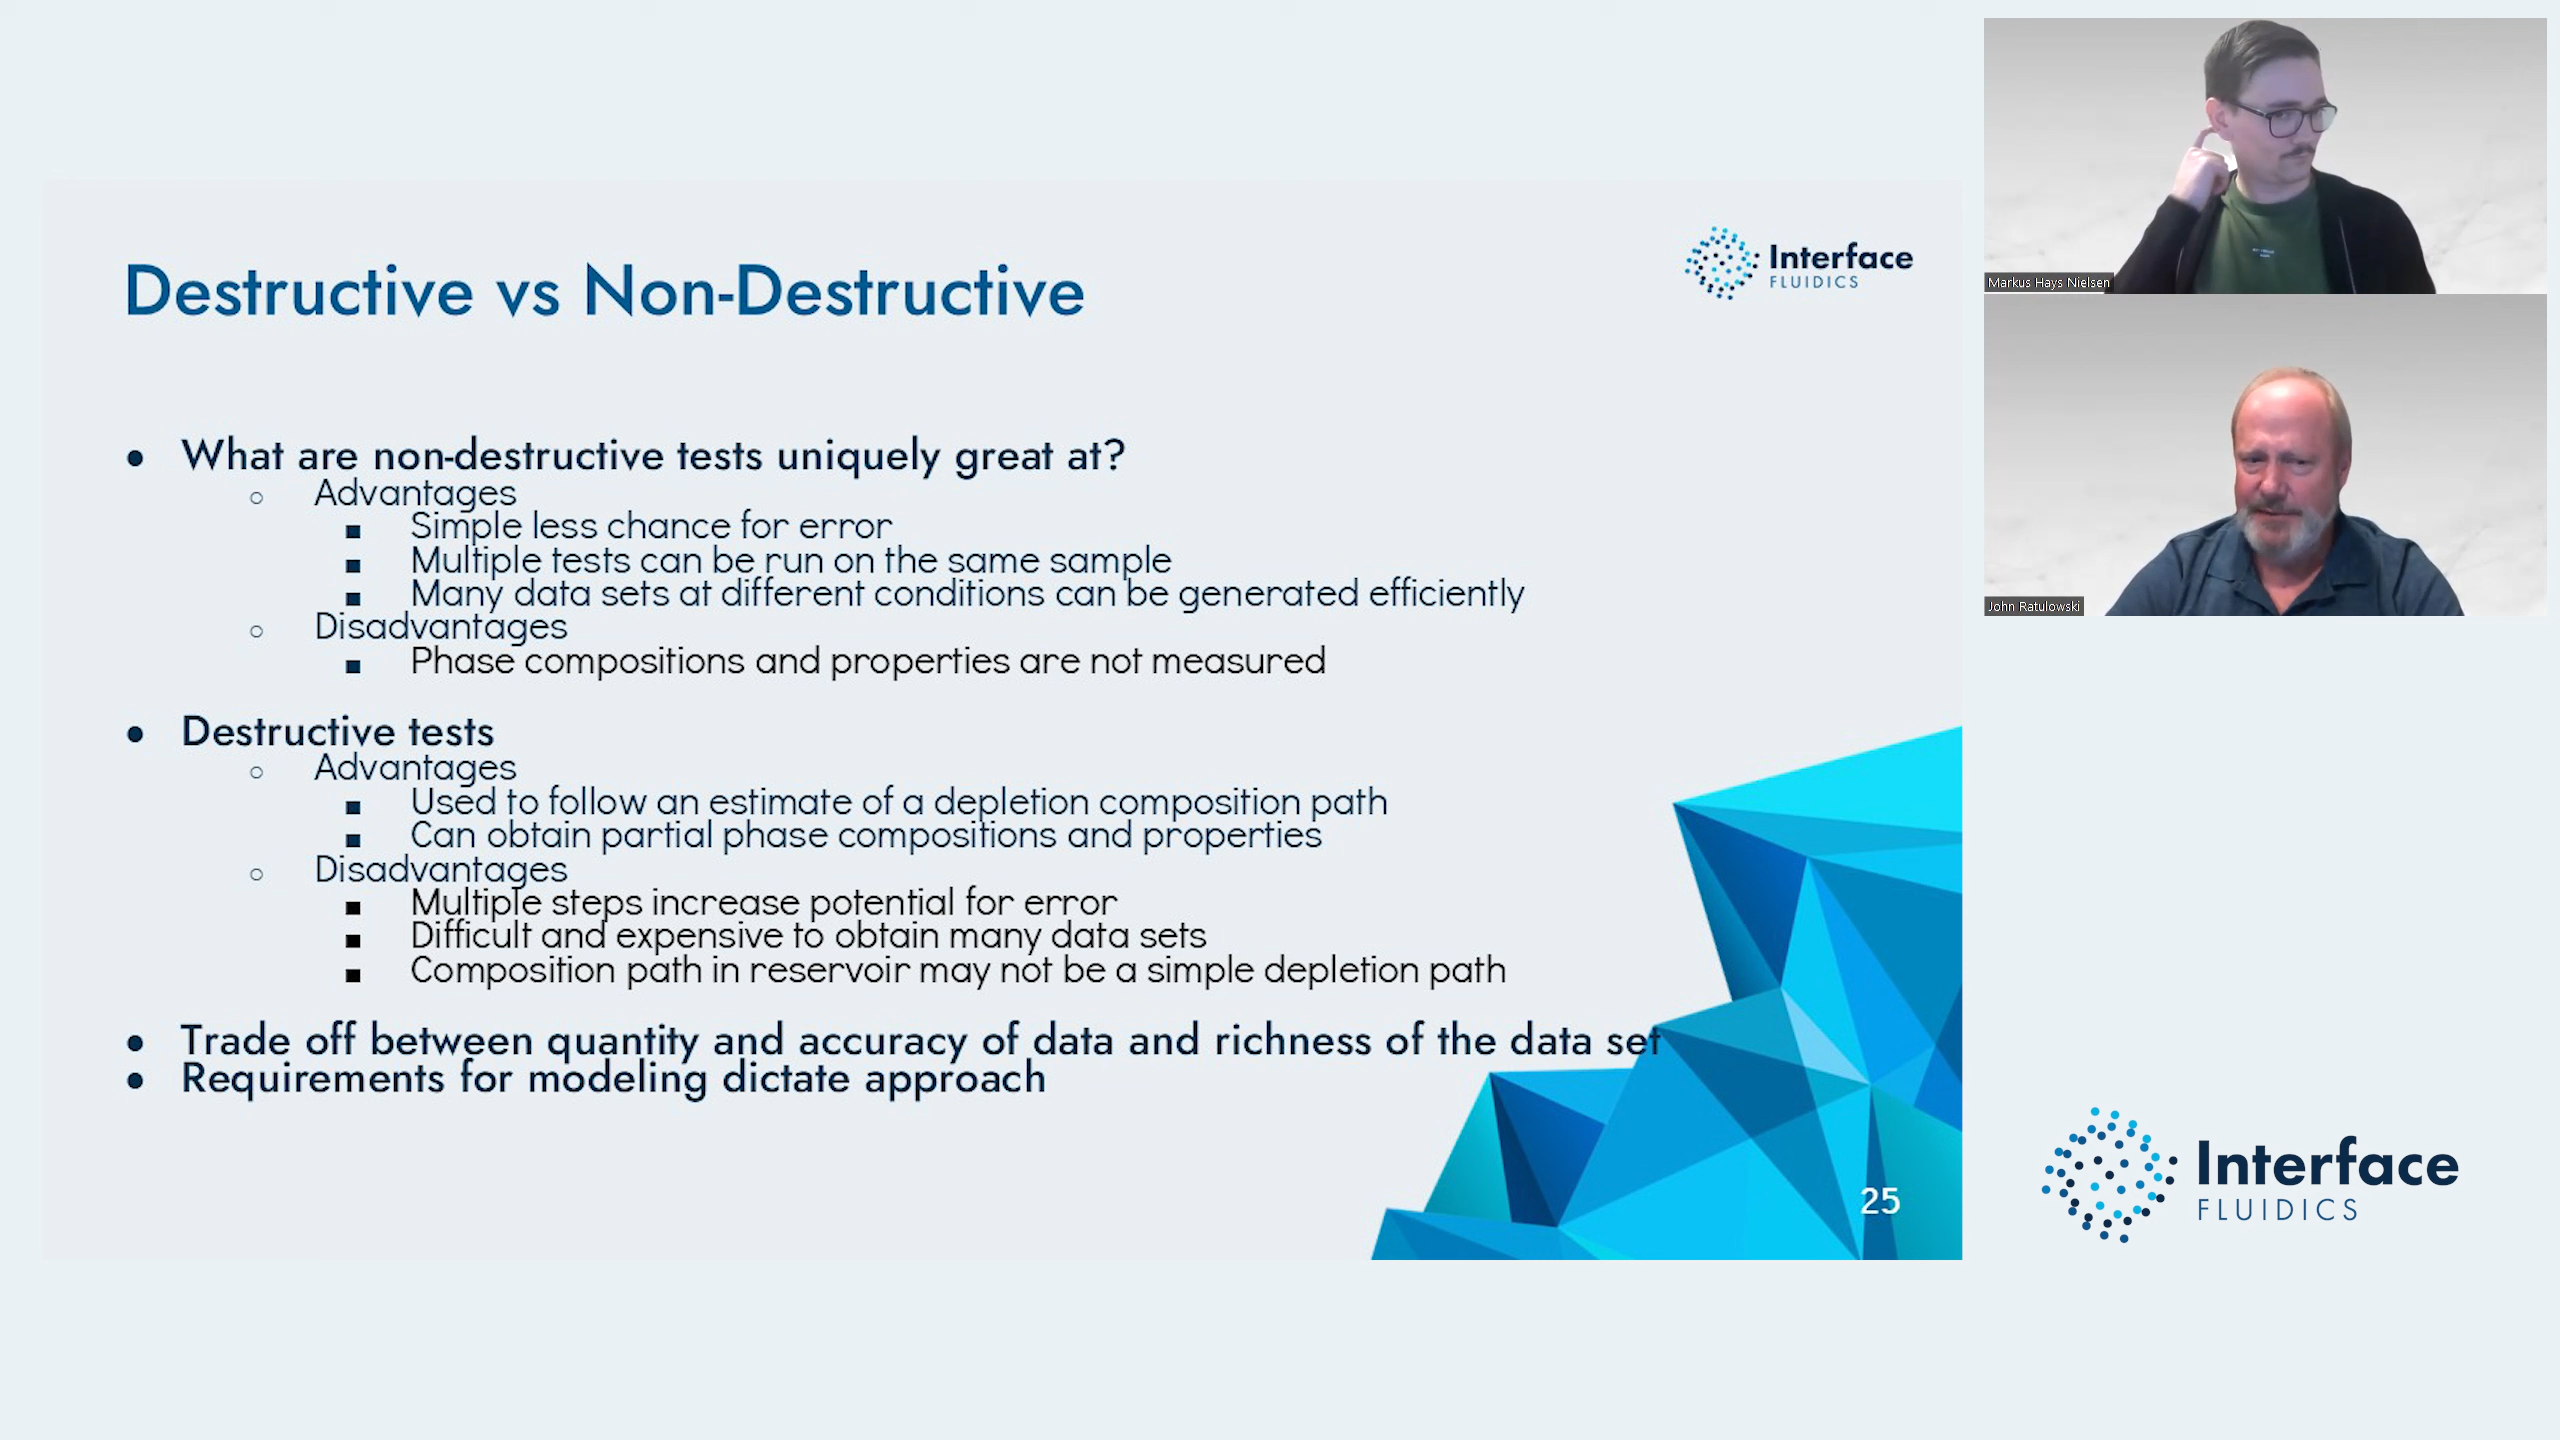 Destructive vs Non-Destructive
Interface
FLUIDICS
• What are non-destructive tests uniquely great at?
○ Advantages
■ Simple less chance for error
■ Multiple tests can be run on the same sample
■ Many data sets at different conditions can be generated efficiently
○ Disadvantages
■ Phase compositions and properties are not measured
• Destructive tests
○ Advantages
■ Used to follow an estimate of a depletion composition path
■ Can obtain partial phase compositions and properties
○ Disadvantages
■ Multiple steps increase potential for error
■ Difficult and expensive to obtain many data sets
■ Composition path in reservoir may not be a simple depletion path
• Trade off between quantity and accuracy of data and richness of the data set
• Requirements for modeling dictate approach
25
Markus Hays Nielsen
John Ratulowski
Interface
FLUIDICS